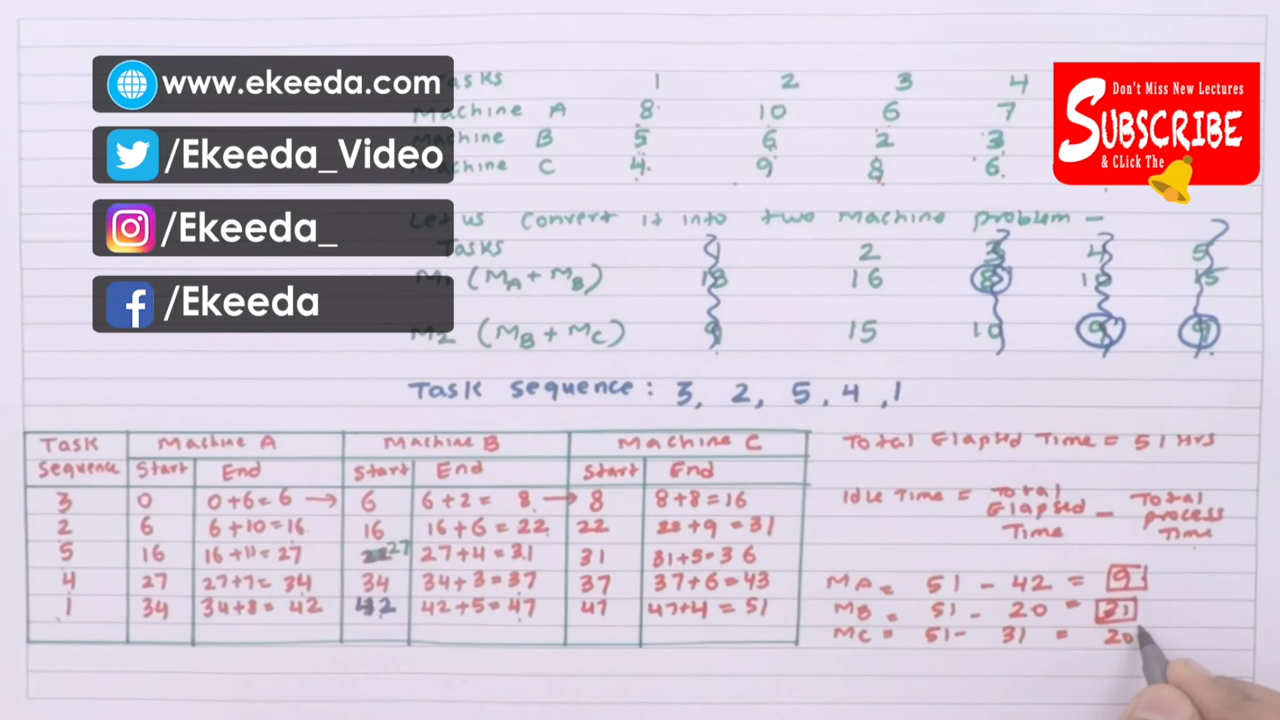 www.ekeeda.com
/Ekeeda_Video
/Ekeeda_
/Ekeeda
Don't Miss New Lectures
SUBSCRIBE
& Click The
Tasks 1 2 3 4
Machine A 8 10 6 7
Machine B 5 6 2 3
Machine C 4 9 8 6
Let us convert it into two machine problem -
Tasks 1 2 3 4 5
M1 (MA + MB) 16 8 15
M2 (MB + MC) 9 15 10 9 9
Task sequence: 3, 2, 5, 4, 1
Task Sequence Machine A Machine B Machine C
Start End Start End Start End
3 0 0+6=6 → 6 6+2= 8 → 8 8+8=16
2 6 6+10=16 16 16+6=22 22 22+9=31
5 16 16+11=27 27 27+4=31 31 31+5=36
4 27 27+7=34 34 34+3=37 37 37+6=43
1 34 34+8=42 42 42+5=47 47 47+4=51
Total Elapsed Time = 51 Hrs
Idle Time = Total Elapsed Time - Total process Time
MA = 51 - 42 = 9
MB = 51 - 20 = 31
MC = 51 - 31 = 20